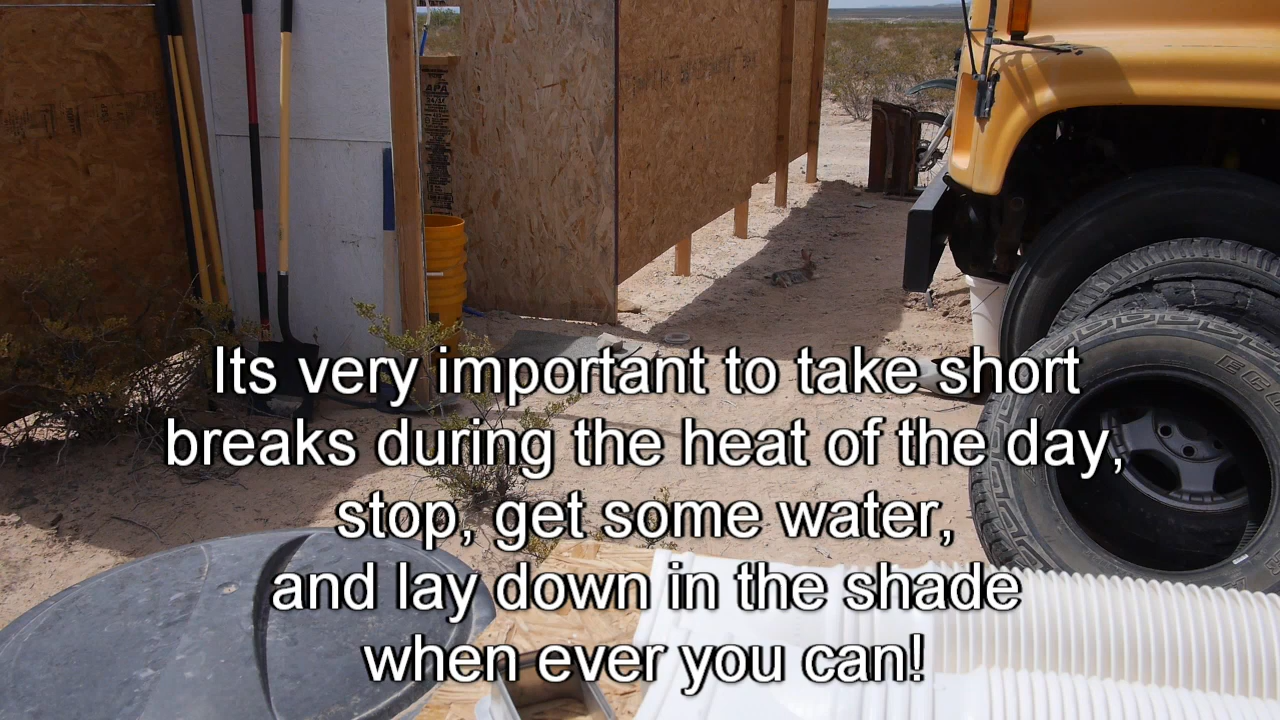 APA
Its very important to take short
breaks during the heat of the day,
stop, get some water,
and lay down in the shade
when ever you can!